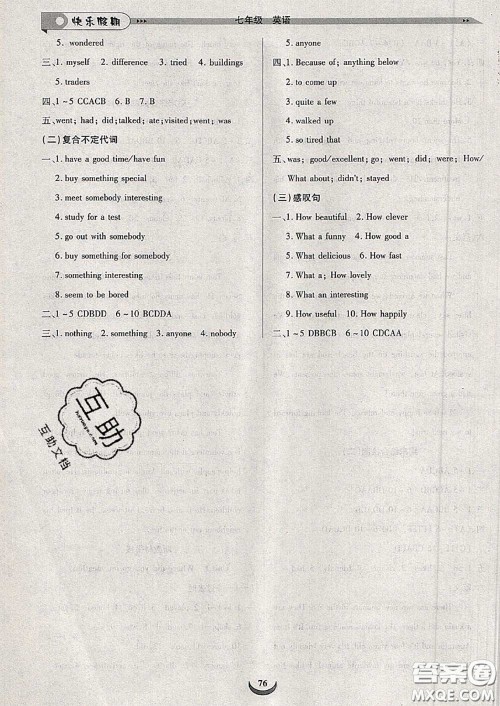 快乐假期
七年级 英语
5. wondered
三、1. myself 2. difference 3. tried 4. buildings
5. traders
四、1~5 CCACB 6. B 7. B
五、went; had; did; talked; ate; visited; went; was
(二)复合不定代词
一、1. have a good time/have fun
2. buy something special
3. meet somebody interesting
4. study for a test
5. go out with somebody
6. buy something for somebody
7. something interesting
8. seem to be bored
二、1~5 CDBDD 6~10 BCDDA
三、1. nothing 2. something 3. anyone 4. nobody
5. anyone
四、1. Because of; anything below
2. to come up
3. quite a few
4. walked up
5. so tired that
五、was; good/excellent; go; went; did; were; How/
What about; didn't; stayed
(三)感叹句
一、1. How beautiful 2. How clever
3. What a funny 4. How good a
5. What delicious 6. How fast
7. What a/How lovely
8. What an interesting
9. How useful 10. How happily
二、1~5 DBBCB 6~10 CDCAA
互助
互助文档
76
答案圈
MXQE.COM